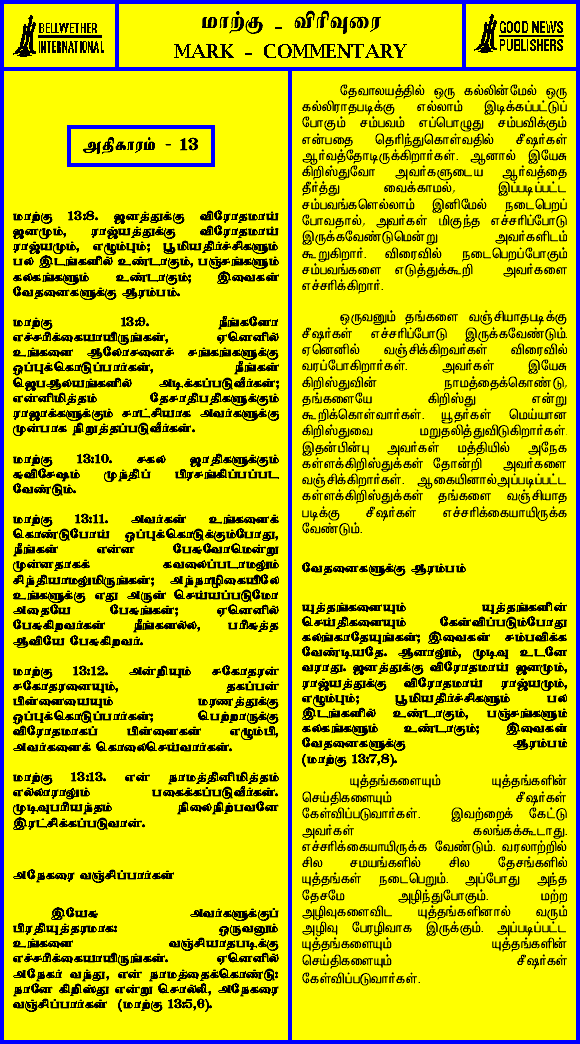 BELLWETHER
INTERNATIONAL
மாற்கு - விரிவுரை
MARK - COMMENTARY
GOOD NEWS
PUBLISHERS
அதிகாரம் - 13
மாற்கு 13:8. ஜனத்துக்கு விரோதமாய்
ஜனமும், ராஜ்யத்துக்கு விரோதமாய்
ராஜ்யமும், எழும்பும்; பூமியதிர்ச்சிகளும்
பல இடங்களில் உண்டாகும், பஞ்சங்களும்
கலகங்களும் உண்டாகும்; இவைகள்
வேதனைகளுக்கு ஆரம்பம்.
மாற்கு 13:9. நீங்களோ
எச்சரிக்கையாயிருங்கள், ஏனெனில்
உங்களை ஆலோசனைச் சங்கங்களுக்கு
ஒப்புக்கொடுப்பார்கள், நீங்கள்
ஜெபஆலயங்களில் அடிக்கப்படுவீர்கள்;
என்னிமித்தம் தேசாதிபதிகளுக்கும்
ராஜாக்களுக்கும் சாட்சியாக அவர்களுக்கு
முன்பாக நிறுத்தப்படுவீர்கள்.
மாற்கு 13:10. சகல ஜாதிகளுக்கும்
சுவிசேஷம் முந்திப் பிரசங்கிப்பப்பட
வேண்டும்.
மாற்கு 13:11. அவர்கள் உங்களைக்
கொண்டுபோய் ஒப்புக்கொடுக்கும்போது,
நீங்கள் என்ன பேசுவோமென்று
முன்னதாகக் கவலைப்படாமலும்
சிந்தியாமலுமிருங்கள்; அந்நாழிகையிலே
உங்களுக்கு எது அருள் செய்யப்படுமோ
அதையே பேசுங்கள்; ஏனெனில்
பேசுகிறவர்கள் நீங்களல்ல, பரிசுத்த
ஆவியே பேசுகிறவர்.
மாற்கு 13:12. அன்றியும் சகோதரன்
சகோதரனையும், தகப்பன்
பிள்ளையையும் மரணத்துக்கு
ஒப்புக்கொடுப்பார்கள்; பெற்றாருக்கு
விரோதமாகப் பிள்ளைகள் எழும்பி,
அவர்களைக் கொலைசெய்வார்கள்.
மாற்கு 13:13. என் நாமத்தினிமித்தம்
எல்லாராலும் பகைக்கப்படுவீர்கள்.
முடிவுபரியந்தம் நிலைநிற்பவனே
இரட்சிக்கப்படுவான்.
அநேகரை வஞ்சிப்பார்கள்
இயேசு அவர்களுக்குப்
பிரதியுத்தரமாக: ஒருவனும்
உங்களை வஞ்சியாதபடிக்கு
எச்சரிக்கையாயிருங்கள். ஏனெனில்
அநேகர் வந்து, என் நாமத்தைக்கொண்டு:
நானே கிறிஸ்து என்று சொல்லி, அநேகரை
வஞ்சிப்பார்கள் (மாற்கு 13:5,6).
தேவாலயத்தில் ஒரு கல்லின்மேல் ஒரு
கல்லிராதபடிக்கு எல்லாம் இடிக்கப்பட்டுப்
போகும் சம்பவம் எப்பொழுது சம்பவிக்கும்
என்பதை தெரிந்துகொள்வதில் சீஷர்கள்
ஆர்வத்தோடிருக்கிறார்கள். ஆனால் இயேசு
கிறிஸ்துவோ அவர்களுடைய ஆர்வத்தை
தீர்த்து வைக்காமல், இப்படிப்பட்ட
சம்பவங்களெல்லாம் இனிமேல் நடைபெறப்
போவதால், அவர்கள் மிகுந்த எச்சரிப்போடு
இருக்கவேண்டுமென்று அவர்களிடம்
கூறுகிறார். விரைவில் நடைபெறப்போகும்
சம்பவங்களை எடுத்துக்கூறி அவர்களை
எச்சரிக்கிறார்.
ஒருவனும் தங்களை வஞ்சியாதபடிக்கு
சீஷர்கள் எச்சரிப்போடு இருக்கவேண்டும்.
ஏனெனில் வஞ்சிக்கிறவர்கள் விரைவில்
வரப்போகிறார்கள். அவர்கள் இயேசு
கிறிஸ்துவின் நாமத்தைக்கொண்டு,
தங்களையே கிறிஸ்து என்று
கூறிக்கொள்வார்கள். யூதர்கள் மெய்யான
கிறிஸ்துவை மறுதலித்துவிடுகிறார்கள்.
இதன்பின்பு அவர்கள் மத்தியில் அநேக
கள்ளக்கிறிஸ்துக்கள் தோன்றி அவர்களை
வஞ்சிக்கிறார்கள். ஆகையினால்அப்படிப்பட்ட
கள்ளக்கிறிஸ்துக்கள் தங்களை வஞ்சியாத
படிக்கு சீஷர்கள் எச்சரிக்கையாயிருக்க
வேண்டும்.
வேதனைகளுக்கு ஆரம்பம்
யுத்தங்களையும் யுத்தங்களின்
செய்திகளையும் கேள்விப்படும்போது
கலங்காதேயுங்கள்; இவைகள் சம்பவிக்க
வேண்டியதே. ஆனாலும், முடிவு உடனே
வராது. ஜனத்துக்கு விரோதமாய் ஜனமும்,
ராஜ்யத்துக்கு விரோதமாய் ராஜ்யமும்,
எழும்பும்; பூமியதிர்ச்சிகளும் பல
இடங்களில் உண்டாகும், பஞ்சங்களும்
கலகங்களும் உண்டாகும்; இவைகள்
வேதனைகளுக்கு ஆரம்பம்
(மாற்கு 13:7,8).
யுத்தங்களையும் யுத்தங்களின்
செய்திகளையும் சீஷர்கள்
கேள்விப்படுவார்கள். இவற்றைக் கேட்டு
அவர்கள் கலங்கக்கூடாது.
எச்சரிக்கையாயிருக்க வேண்டும். வரலாற்றில்
சில சமயங்களில் சில தேசங்களில்
யுத்தங்கள் நடைபெறும். அப்போது அந்த
தேசமே அழிந்துபோகும். மற்ற
அழிவுகளைவிட யுத்தங்களினால் வரும்
அழிவு பேரழிவாக இருக்கும். அப்படிப்பட்ட
யுத்தங்களையும் யுத்தங்களின்
செய்திகளையும் சீஷர்கள்
கேள்விப்படுவார்கள்.